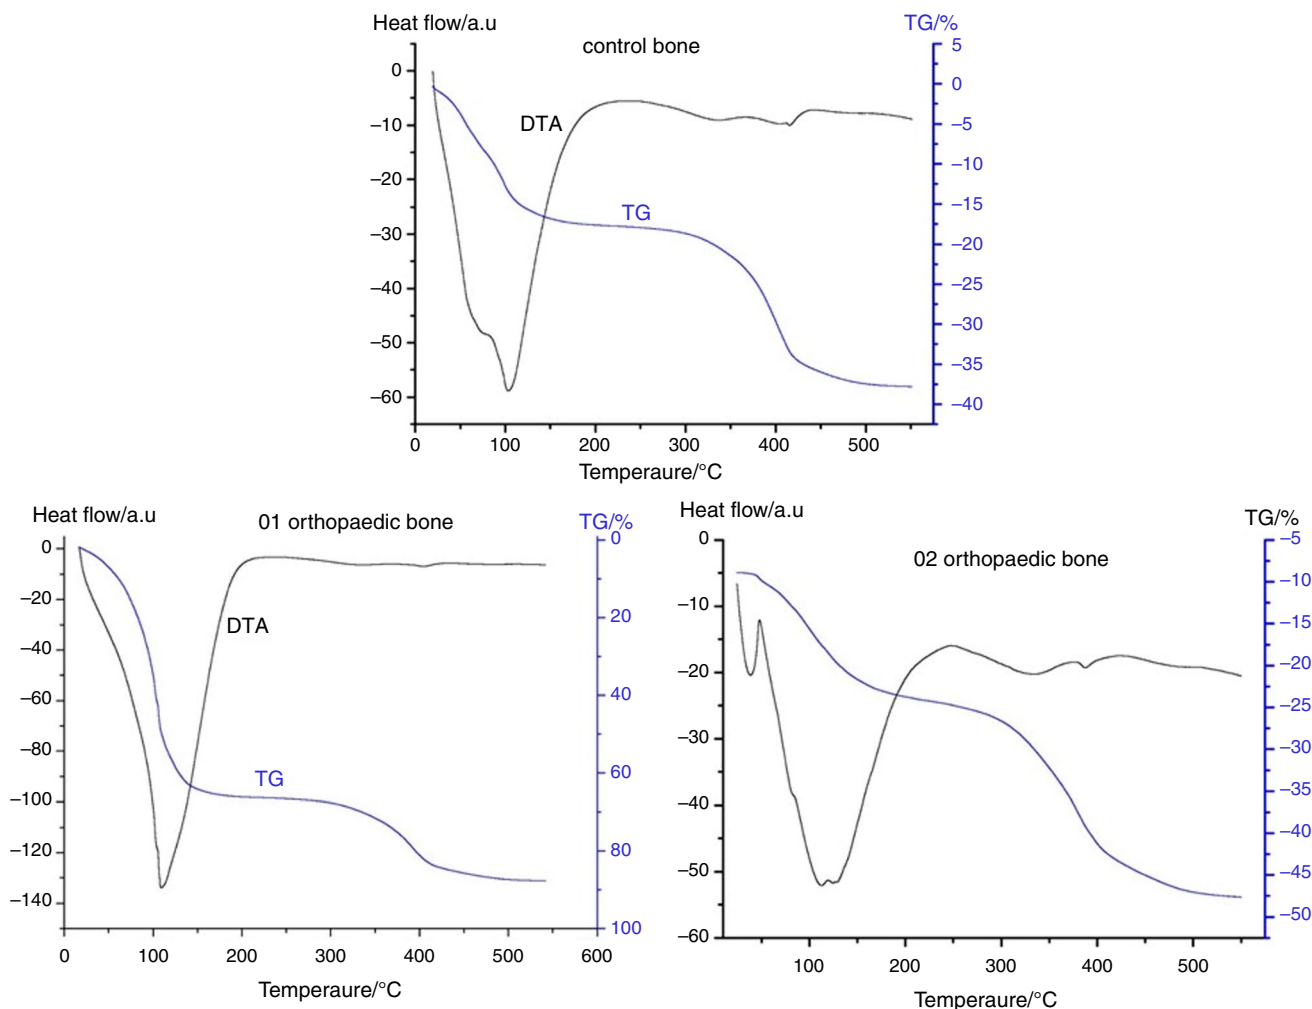 Heat flow/a.u
TG/%
control bone
5
0
0
–5
–10
DTA
–10
–20
–15
TG
–30
–20
–25
–40
–30
–50
–35
–60
–40
0 100 200 300 400 500
Temperaure/°C
Heat flow/a.u
01 orthopaedic bone
TG/%
0
0
–20
20
–40
DTA
–60
40
–80
60
TG
–100
–120
80
–140
100
0 100 200 300 400 500 600
Temperaure/°C
Heat flow/a.u
TG/%
02 orthopaedic bone
0
–5
–10
–10
–15
–20
–20
–30
–25
–30
–40
–35
–40
–50
–45
–60
–50
100 200 300 400 500
Temperaure/°C